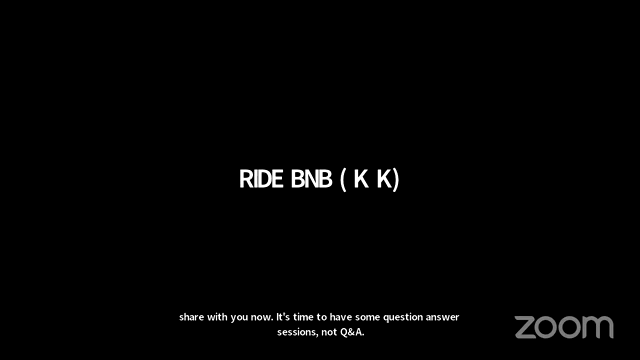 RIDE BNB ( K K)
share with you now. It's time to have some question answer
sessions, not Q&A.
zoom